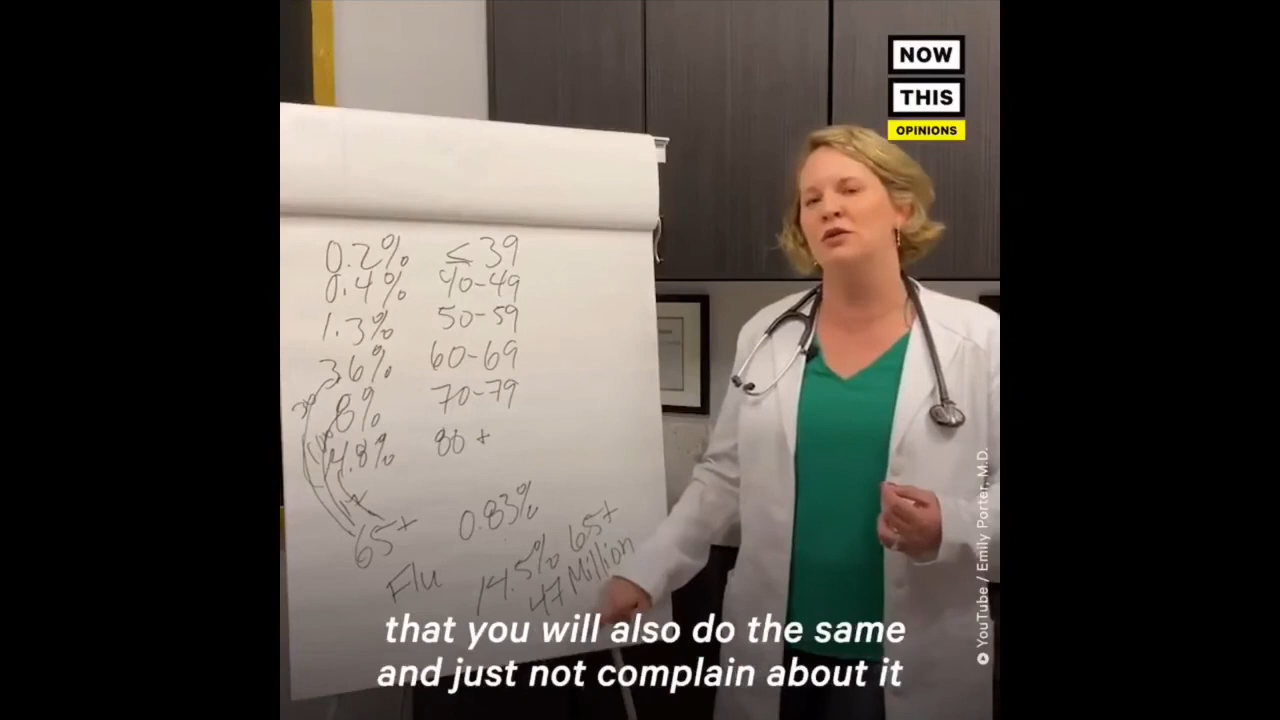 NOW
THIS
OPINIONS
0.2% ≤ 39
0.4% 40-49
1.3% 50-59
3.6% 60-69
8% 70-79
14.8% 80 +
65+
0.83%
Flu
14.5% 65+
47 Million
© YouTube / Emily Porter, M.D.
that you will also do the same
and just not complain about it